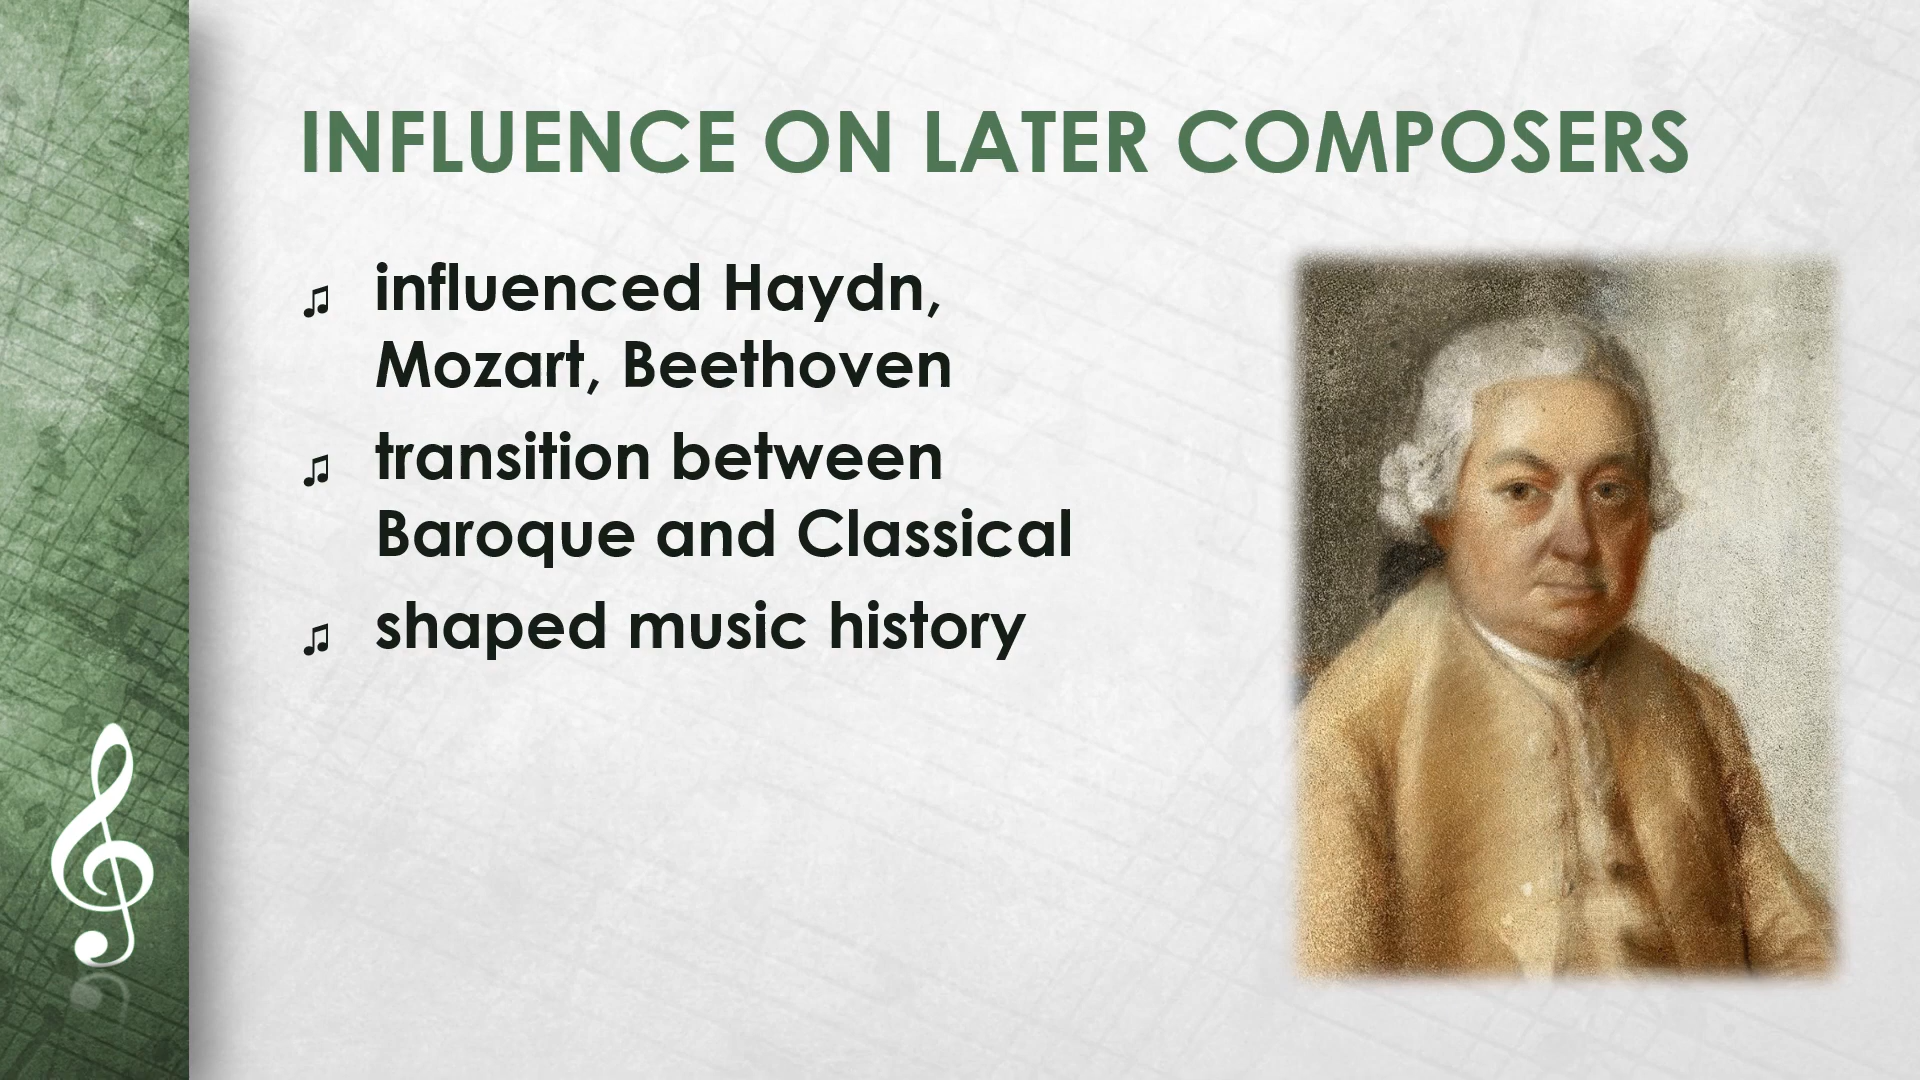 INFLUENCE ON LATER COMPOSERS
♫ influenced Haydn,
Mozart, Beethoven
♫ transition between
Baroque and Classical
♫ shaped music history